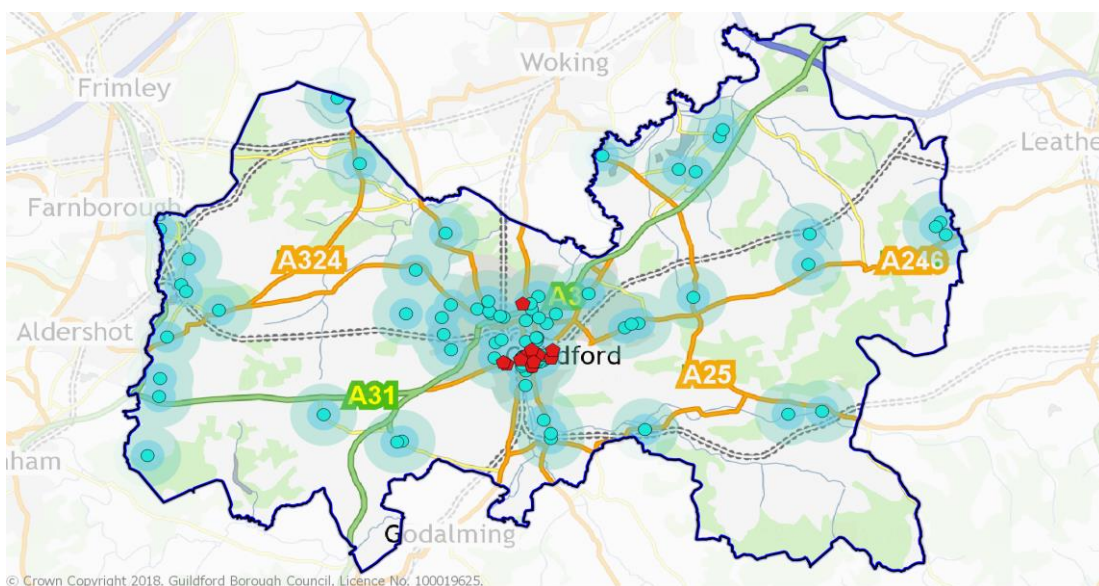 Woking
Frimley
Leathe
Farnborough
A324
A3
A246
Aldershot
dford
A31
A25
nham
Godalming
© Crown Copyright 2018. Guildford Borough Council. Licence No. 100019625.